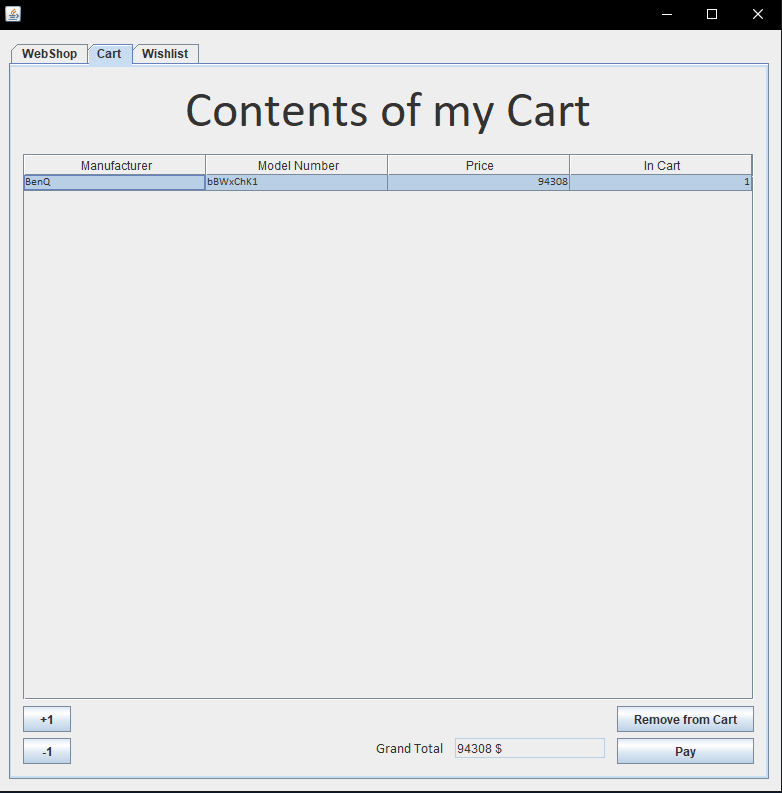 WebShop Cart Wishlist
Contents of my Cart
Manufacturer Model Number Price In Cart
BenQ bBWxChK1 94308 1
+1 Remove from Cart
-1 Grand Total 94308 $ Pay